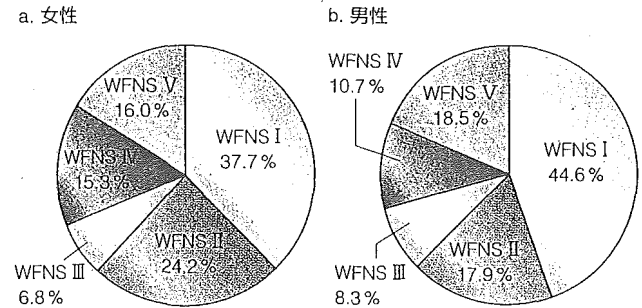 a. 女性
WFNS V
16.0%
WFNS I
37.7%
WFNS IV
15.3%
WFNS II
24.2%
WFNS III
6.8%
b. 男性
WFNS IV
10.7%
WFNS V
18.5%
WFNS I
44.6%
WFNS II
17.9%
WFNS III
8.3%